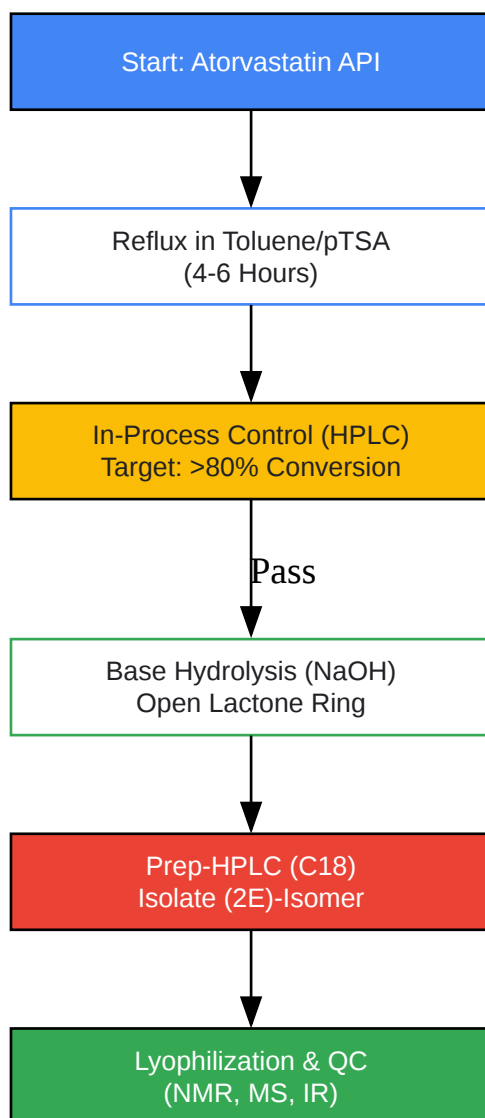 Start: Atorvastatin API
Reflux in Toluene/pTSA
(4-6 Hours)
In-Process Control (HPLC)
Target: >80% Conversion
Pass
Base Hydrolysis (NaOH)
Open Lactone Ring
Prep-HPLC (C18)
Isolate (2E)-Isomer
Lyophilization & QC
(NMR, MS, IR)